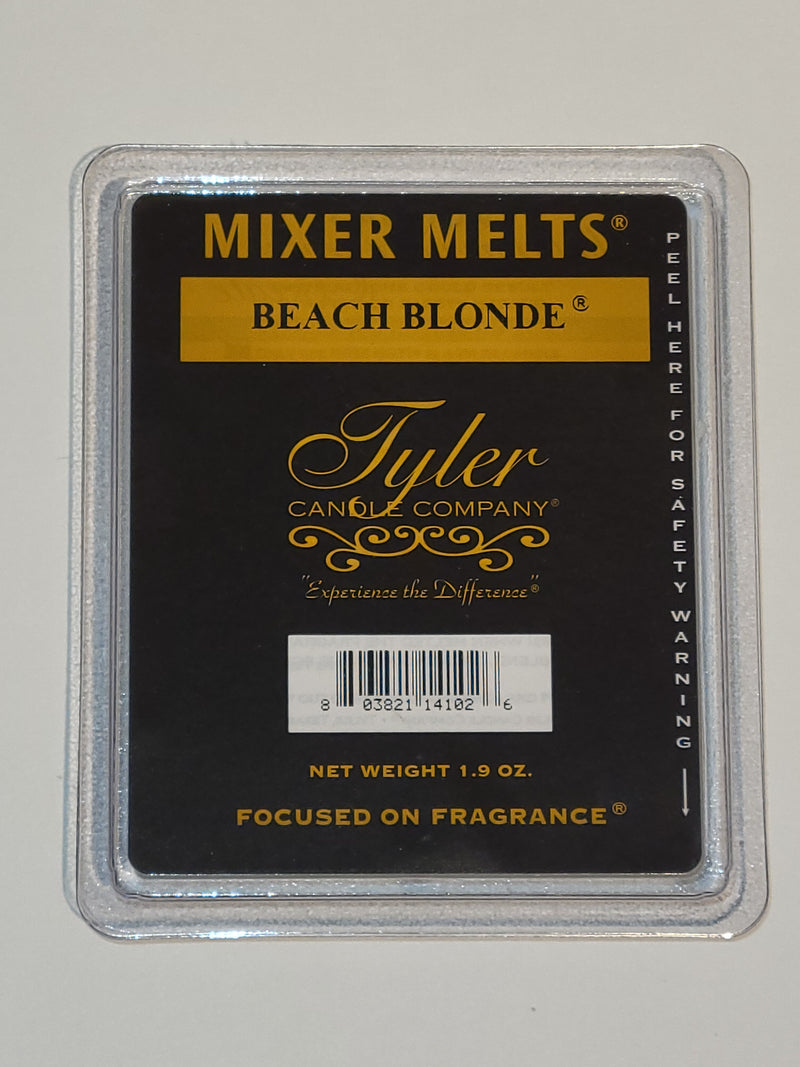 MIXER MELTS®
BEACH BLONDE®
Tyler
CANDLE COMPANY®
"Experience the Difference"®
8 03821 14102 6
NET WEIGHT 1.9 OZ.
FOCUSED ON FRAGRANCE®
PEEL HERE FOR SAFETY WARNING